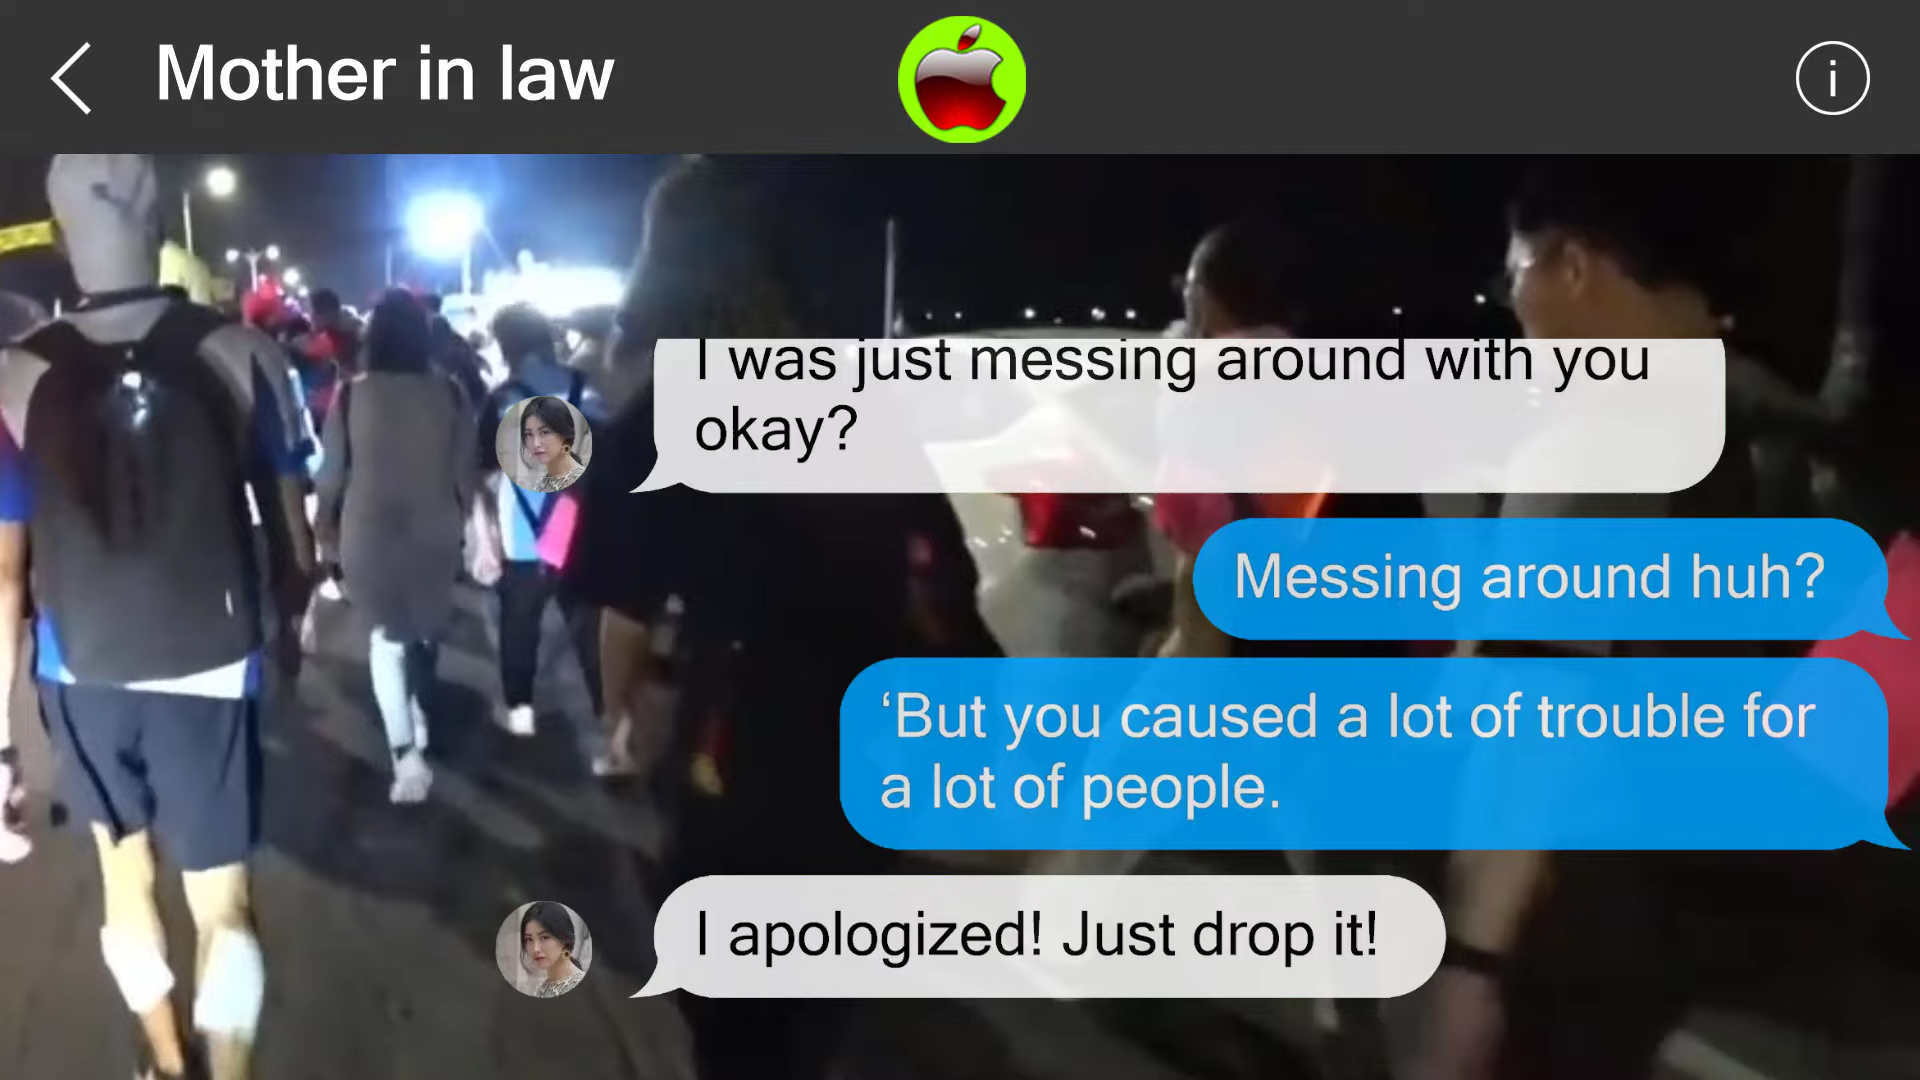 Mother in law
I was just messing around with you
okay?
Messing around huh?
‘But you caused a lot of trouble for
a lot of people.
I apologized! Just drop it!